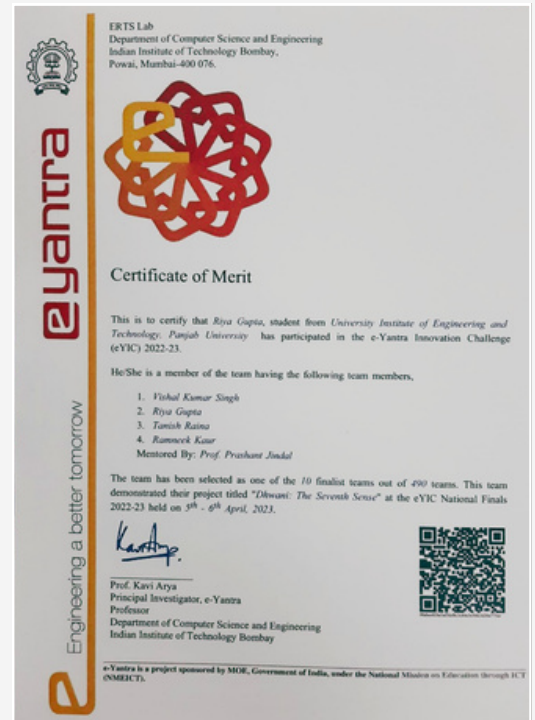 ERTS Lab
Department of Computer Science and Engineering
Indian Institute of Technology Bombay,
Powai, Mumbai-400 076.
e
eyantra
Engineering a better tomorrow
e
Certificate of Merit
This is to certify that Riya Gupta, student from University Institute of Engineering and
Technology. Panjab University has participated in the e-Yantra Innovation Challenge
(eYIC) 2022-23.
He/She is a member of the team having the following team members,
1. Vishal Kumar Singh
2. Riya Gupta
3. Tanish Raina
4. Ramneek Kaur
Mentored By: Prof. Prashant Jindal
The team has been selected as one of the 10 finalist teams out of 490 teams. This team
demonstrated their project titled "Dhwani: The Seventh Sense" at the eYIC National Finals
2022-23 held on 5th - 6th April, 2023.
Prof. Kavi Arya
Principal Investigator, e-Yantra
Professor
Department of Computer Science and Engineering
Indian Institute of Technology Bombay
e-Yantra is a project sponsored by MOE, Government of India, under the National Mission on Education through ICT
(NMEICT).